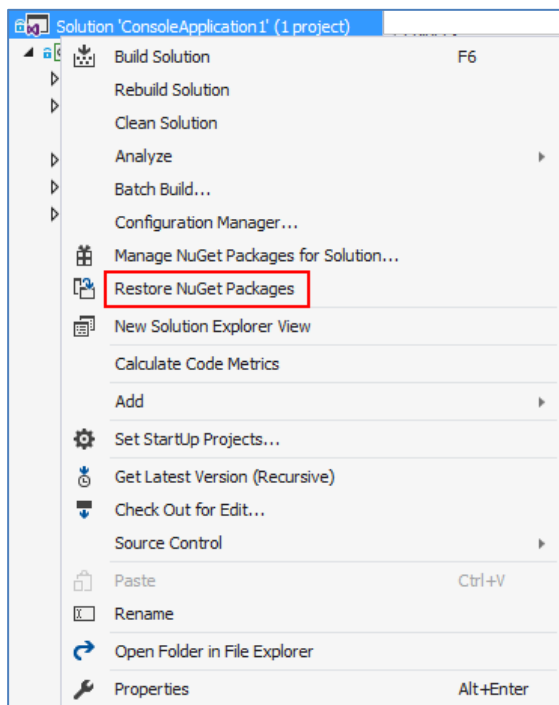 Solution 'ConsoleApplication1' (1 project)
Build Solution F6
Rebuild Solution
Clean Solution
Analyze
Batch Build...
Configuration Manager...
Manage NuGet Packages for Solution...
Restore NuGet Packages
New Solution Explorer View
Calculate Code Metrics
Add
Set StartUp Projects...
Get Latest Version (Recursive)
Check Out for Edit...
Source Control
Paste Ctrl+V
Rename
Open Folder in File Explorer
Properties Alt+Enter